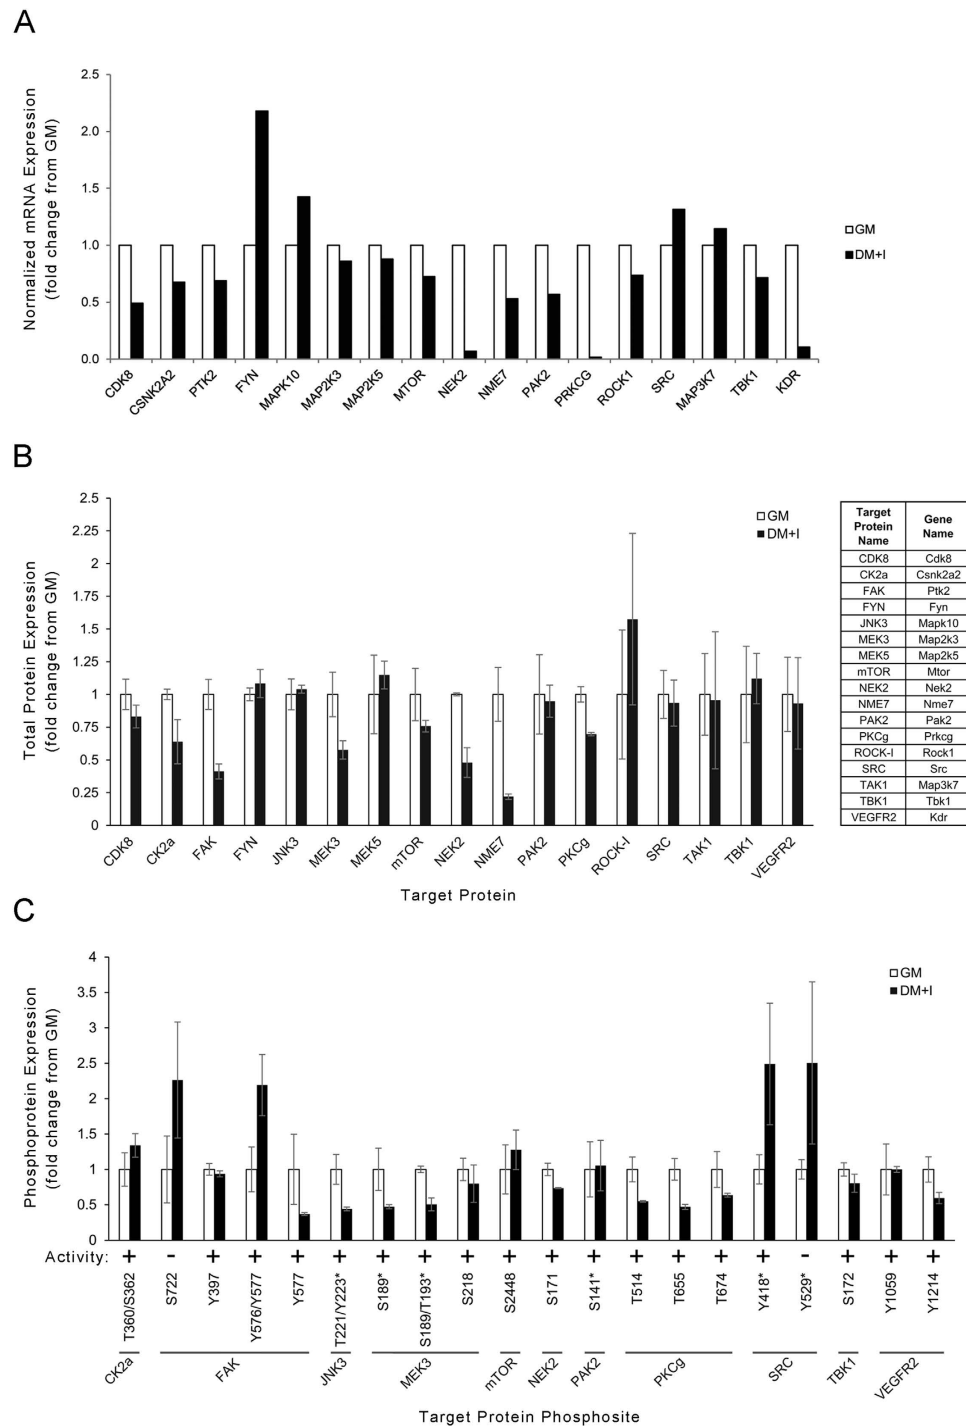 A
Normalized mRNA Expression
(fold change from GM)
2.5
2.0
1.5
1.0
0.5
0.0
GM
DM+I
CDK8
CSNK2A2
PTK2
FYN
MAPK10
MAP2K3
MAP2K5
MTOR
NEK2
NME7
PAK2
PRKCG
ROCK1
SRC
MAP3K7
TBK1
KDR
B
Total Protein Expression
(fold change from GM)
2.5
2.25
2
1.75
1.5
1.25
1
0.75
0.5
0.25
0
GM
DM+I
CDK8
CK2a
FAK
FYN
JNK3
MEK3
MEK5
mTOR
NEK2
NME7
PAK2
PKCg
ROCK-I
SRC
TAK1
TBK1
VEGFR2
Target Protein
Target Protein Name Gene Name
CDK8 Cdk8
CK2a Csnk2a2
FAK Ptk2
FYN Fyn
JNK3 Mapk10
MEK3 Map2k3
MEK5 Map2k5
mTOR Mtor
NEK2 Nek2
NME7 Nme7
PAK2 Pak2
PKCg Prkcg
ROCK-I Rock1
SRC Src
TAK1 Map3k7
TBK1 Tbk1
VEGFR2 Kdr
C
Phosphoprotein Expression
(fold change from GM)
4
3.5
3
2.5
2
1.5
1
0.5
0
GM
DM+I
Activity: + - + + + + + + + + + + + + + + - + + +
T360/S362
S722
Y397
Y576/Y577
Y577
T221/Y223*
S189*
S189/T193*
S218
S2448
S171
S141*
T514
T655
T674
Y418*
Y529*
S172
Y1059
Y1214
CK2a
FAK
JNK3
MEK3
mTOR
NEK2
PAK2
PKCg
SRC
TBK1
VEGFR2
Target Protein Phosphosite